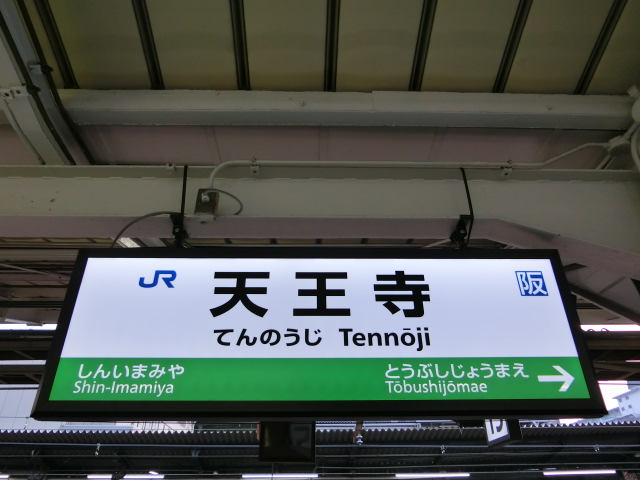 JR
天王寺
阪
てんのうじ Tennōji
しんいまみや
Shin-Imamiya
とうぶしじょうまえ
Tōbushijōmae